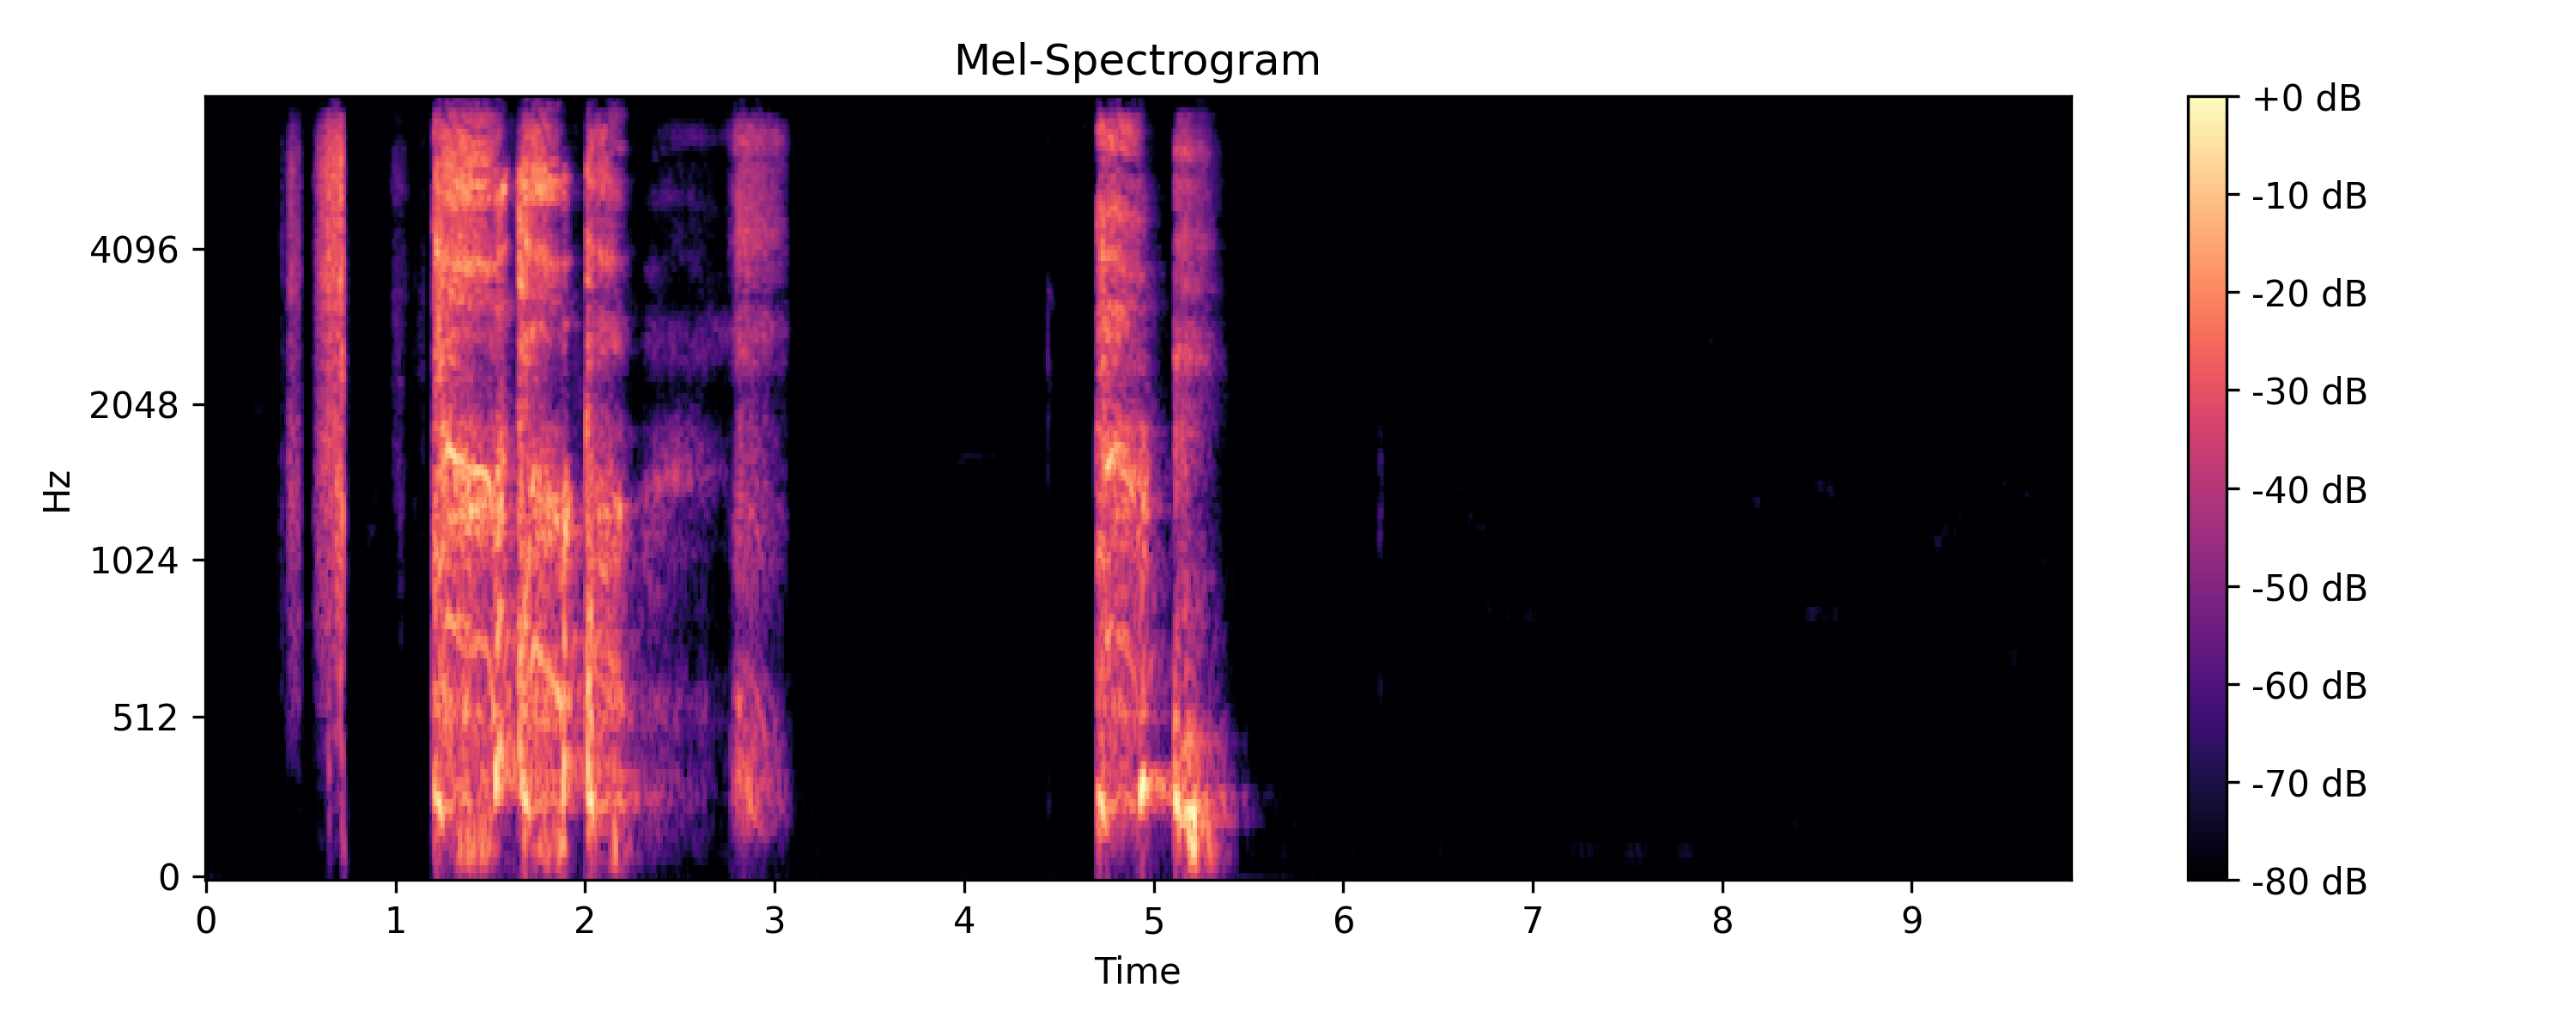 Mel-Spectrogram
+0 dB
-10 dB
4096
-20 dB
-30 dB
2048
Hz
-40 dB
1024
-50 dB
512
-60 dB
-70 dB
0
-80 dB
0 1 2 3 4 5 6 7 8 9
Time